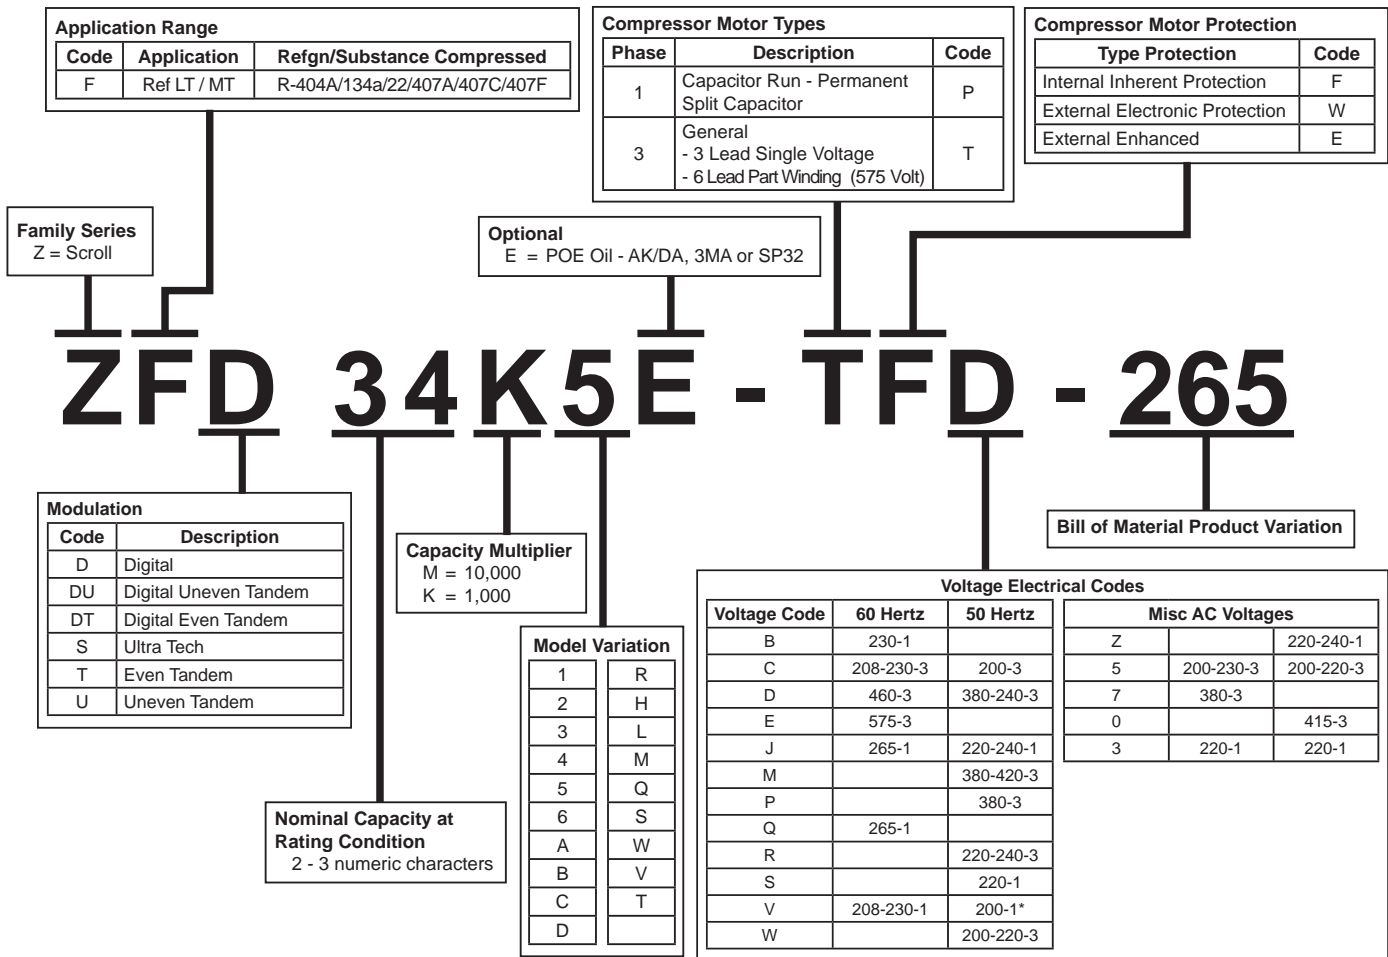 Application Range
Code Application Refgn/Substance Compressed
F Ref LT / MT R-404A/134a/22/407A/407C/407F
Compressor Motor Types
Phase Description Code
1 Capacitor Run - Permanent Split Capacitor P
3 General
- 3 Lead Single Voltage
- 6 Lead Part Winding (575 Volt) T
Compressor Motor Protection
Type Protection Code
Internal Inherent Protection F
External Electronic Protection W
External Enhanced E
Family Series
Z = Scroll
Optional
E = POE Oil - AK/DA, 3MA or SP32
ZFD 34K5E - TFD - 265
Modulation
Code Description
D Digital
DU Digital Uneven Tandem
DT Digital Even Tandem
S Ultra Tech
T Even Tandem
U Uneven Tandem
Capacity Multiplier
M = 10,000
K = 1,000
Bill of Material Product Variation
Nominal Capacity at
Rating Condition
2 - 3 numeric characters
Model Variation
1 R
2 H
3 L
4 M
5 Q
6 S
A W
B V
C T
D
Voltage Electrical Codes
Voltage Code 60 Hertz 50 Hertz
B 230-1
C 208-230-3 200-3
D 460-3 380-240-3
E 575-3
J 265-1 220-240-1
M 380-420-3
P 380-3
Q 265-1
R 220-240-3
S 220-1
V 208-230-1 200-1*
W 200-220-3
Misc AC Voltages
Z 220-240-1
5 200-230-3 200-220-3
7 380-3
0 415-3
3 220-1 220-1